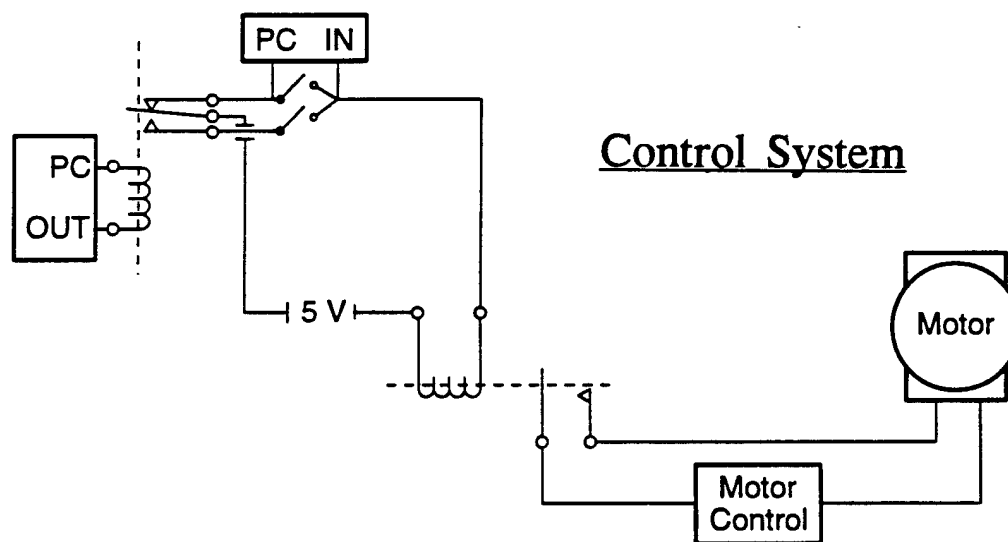 PC IN
Control System
PC
OUT
5 V
Motor
Motor
Control